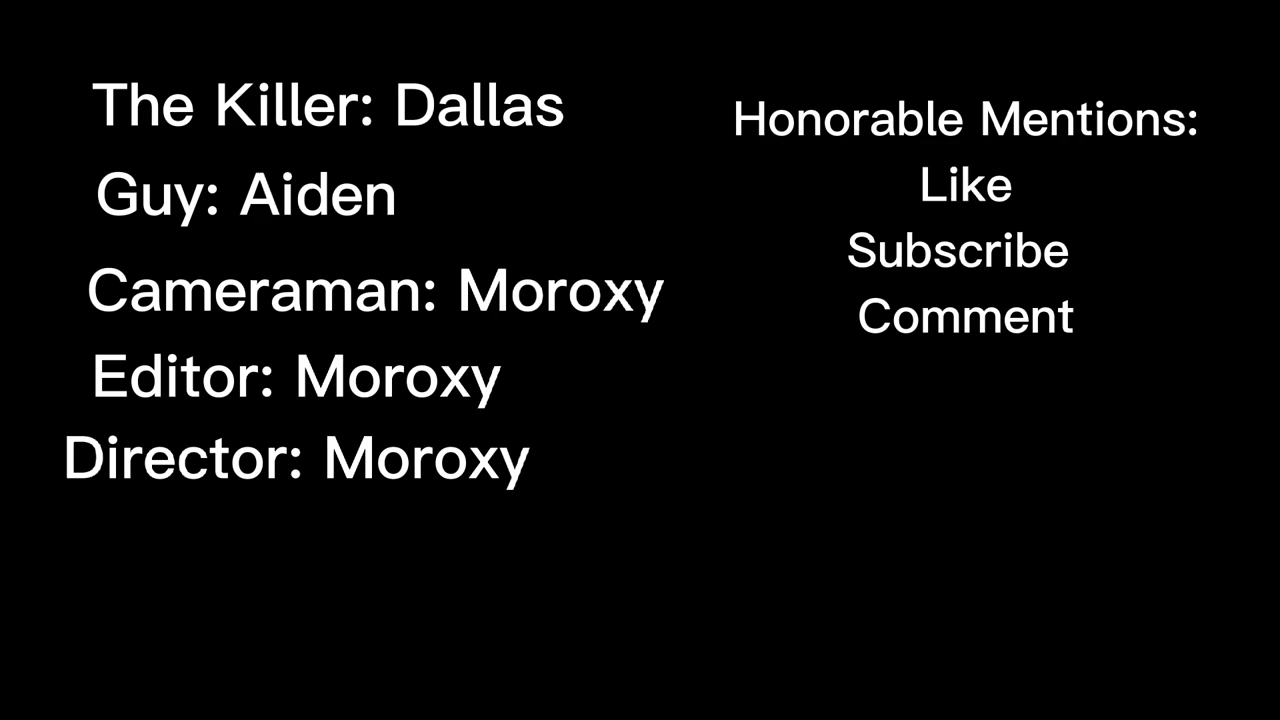 The Killer: Dallas
Guy: Aiden
Cameraman: Moroxy
Editor: Moroxy
Director: Moroxy
Honorable Mentions:
Like
Subscribe
Comment